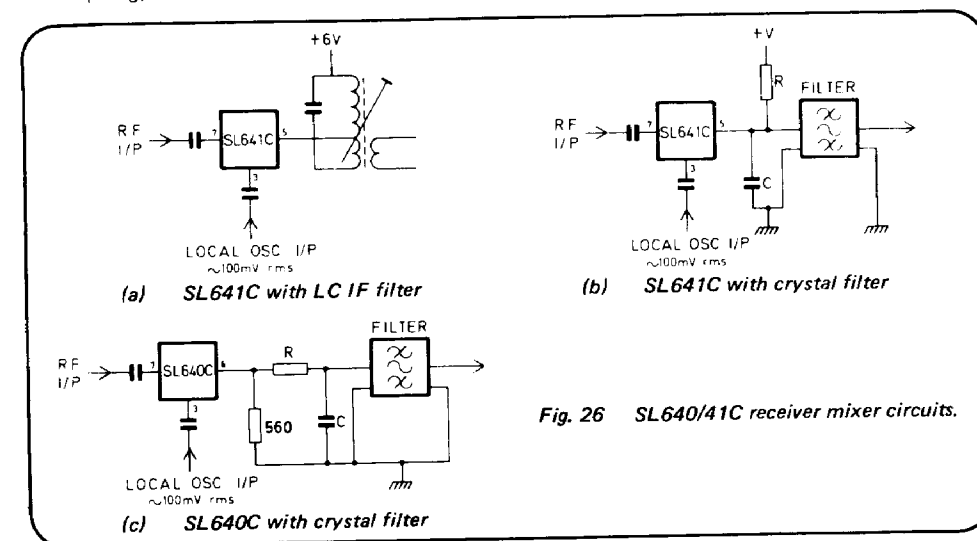 +6V
RF
I/P
7
SL641C
5
3
LOCAL OSC I/P
~100mV rms
(a) SL641C with LC IF filter
+V
R
FILTER
RF
I/P
7
SL641C
5
3
C
LOCAL OSC I/P
~100mV rms
(b) SL641C with crystal filter
FILTER
RF
I/P
7
SL640C
6
R
3
560
C
LOCAL OSC I/P
~100mV rms
(c) SL640C with crystal filter
Fig. 26 SL640/41C receiver mixer circuits.